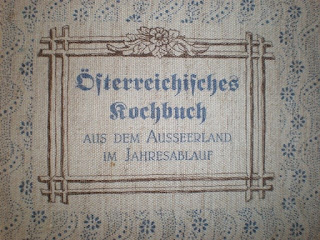 Öſterreichiſches
Kochbuch
AUS DEM AUSSEERLAND
IM JAHRESABLAUF